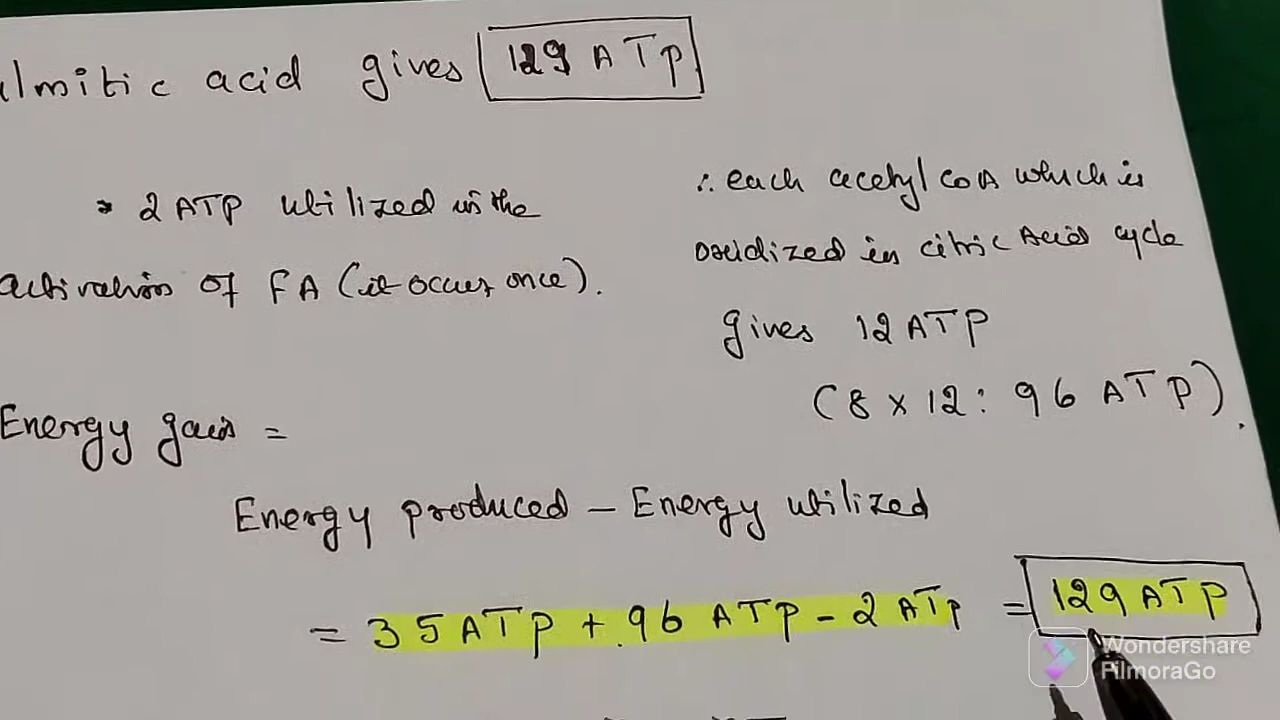 lmitic acid gives 129 ATP
* 2 ATP utilized in the
activation of FA (it occurs once).
∴ each acetyl CoA which is
oxidized in citric Acid cycle
gives 12 ATP
(8 x 12 : 96 ATP).
Energy gain =
Energy produced - Energy utilized
= 35 ATP + 96 ATP - 2 ATP = 129 ATP
Wondershare
FilmoraGo